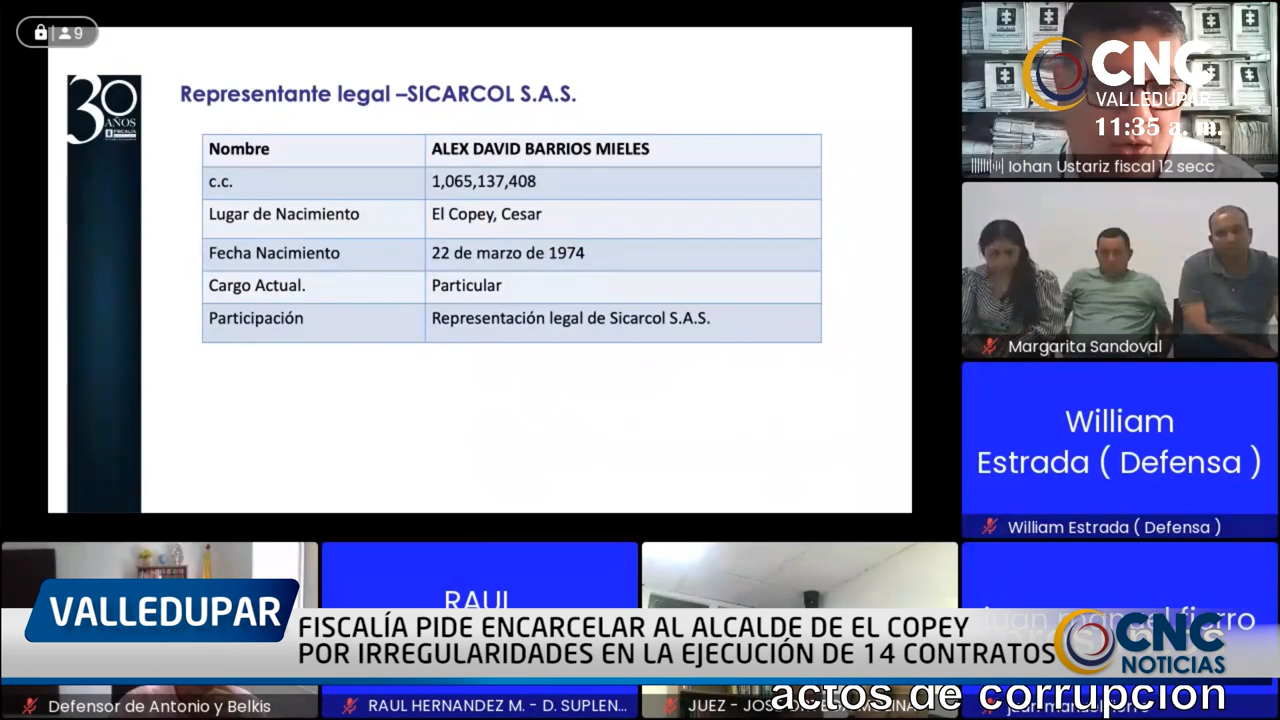 9
30
AÑOS
FISCALÍA
Representante legal –SICARCOL S.A.S.
Nombre ALEX DAVID BARRIOS MIELES
c.c. 1,065,137,408
Lugar de Nacimiento El Copey, Cesar
Fecha Nacimiento 22 de marzo de 1974
Cargo Actual. Particular
Participación Representación legal de Sicarcol S.A.S.
CNC
VALLEDUPAR
11:35 a. m.
Iohan Ustariz fiscal 12 secc
Margarita Sandoval
William
Estrada ( Defensa )
William Estrada ( Defensa )
RAUL
juan manuel fierro
VALLEDUPAR
FISCALÍA PIDE ENCARCELAR AL ALCALDE DE EL COPEY
POR IRREGULARIDADES EN LA EJECUCIÓN DE 14 CONTRATOS
CNC
NOTICIAS
Defensor de Antonio y Belkis
RAUL HERNANDEZ M. - D. SUPLEN...
JUEZ - JOSE
actos de corrupción